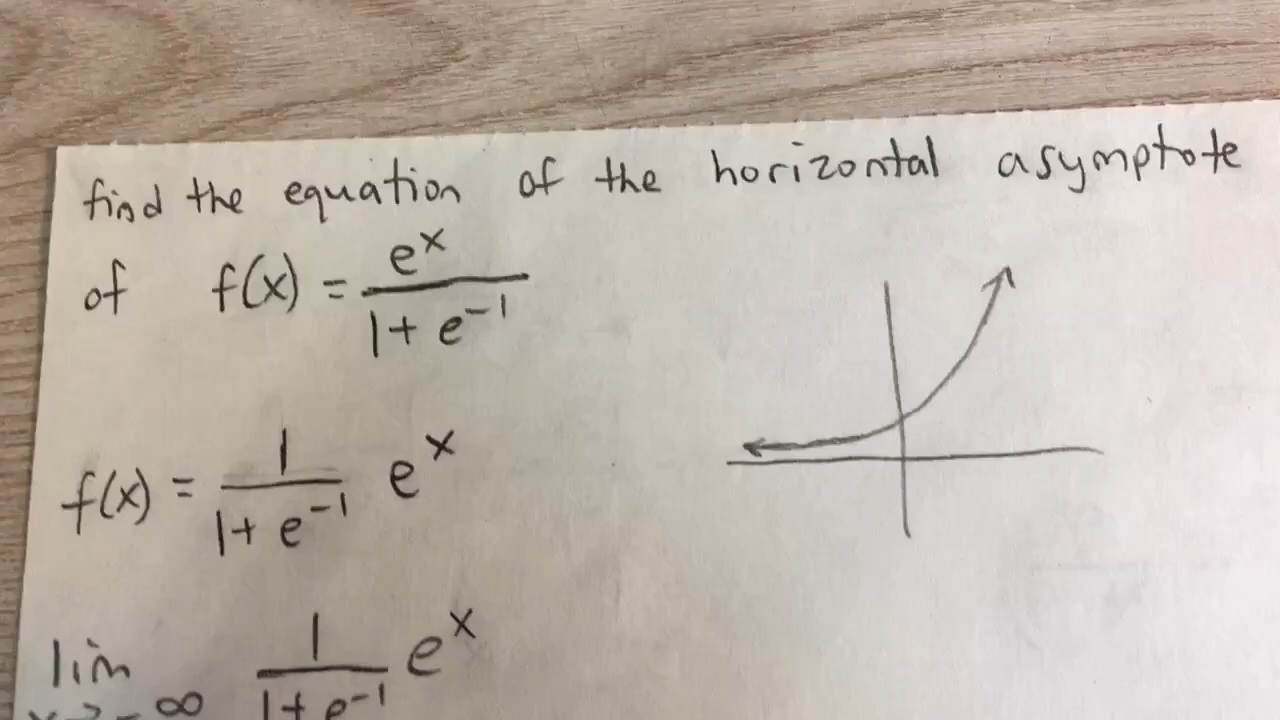 find the equation of the horizontal asymptote
of f(x) = e^x / (1 + e^-1)
f(x) = 1 / (1 + e^-1) e^x
lim x→-∞ 1 / (1 + e^-1) e^x